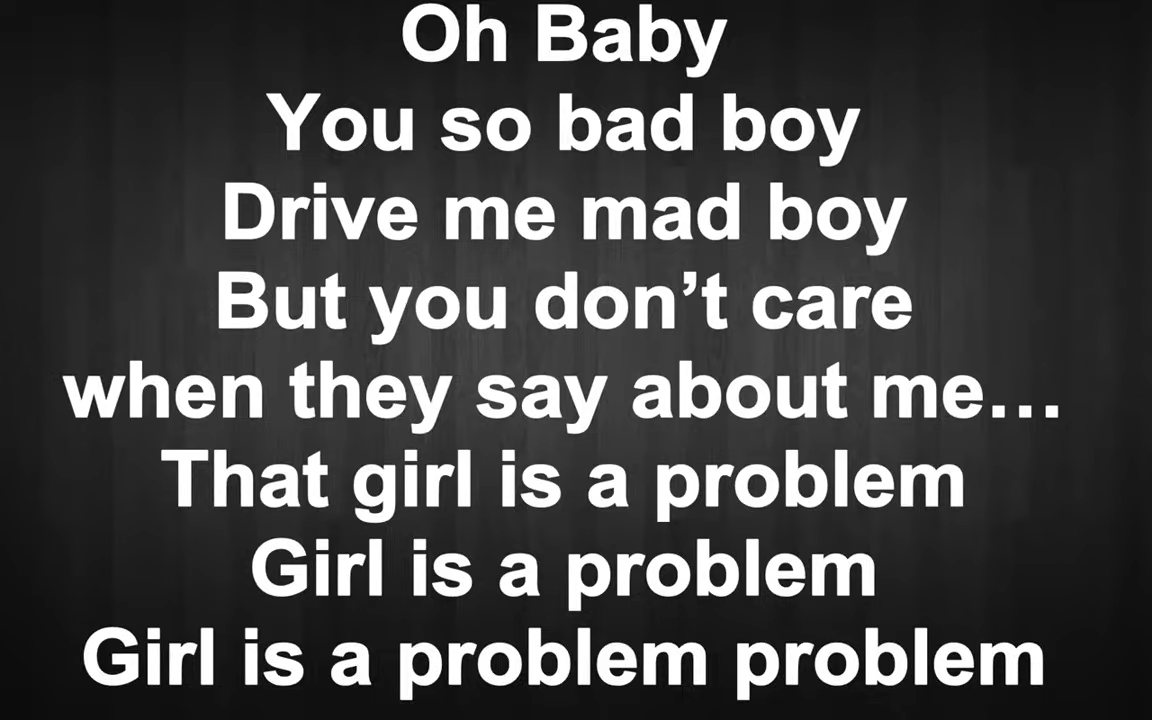 Oh Baby
You so bad boy
Drive me mad boy
But you don’t care
when they say about me…
That girl is a problem
Girl is a problem
Girl is a problem problem